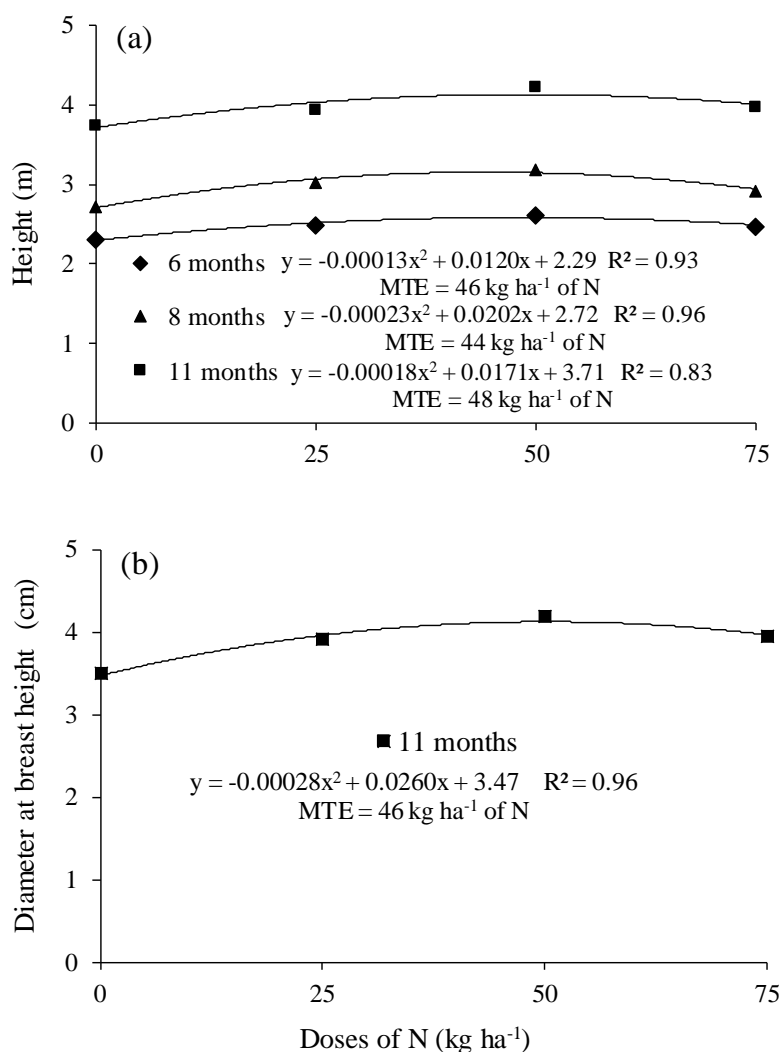 (a)
5
4
3
2
1
0
Height (m)
6 months y = -0.00013x² + 0.0120x + 2.29 R² = 0.93
MTE = 46 kg ha⁻¹ of N
8 months y = -0.00023x² + 0.0202x + 2.72 R² = 0.96
MTE = 44 kg ha⁻¹ of N
11 months y = -0.00018x² + 0.0171x + 3.71 R² = 0.83
MTE = 48 kg ha⁻¹ of N
0 25 50 75
(b)
5
4
3
2
1
0
Diameter at breast height (cm)
11 months
y = -0.00028x² + 0.0260x + 3.47 R² = 0.96
MTE = 46 kg ha⁻¹ of N
0 25 50 75
Doses of N (kg ha⁻¹)